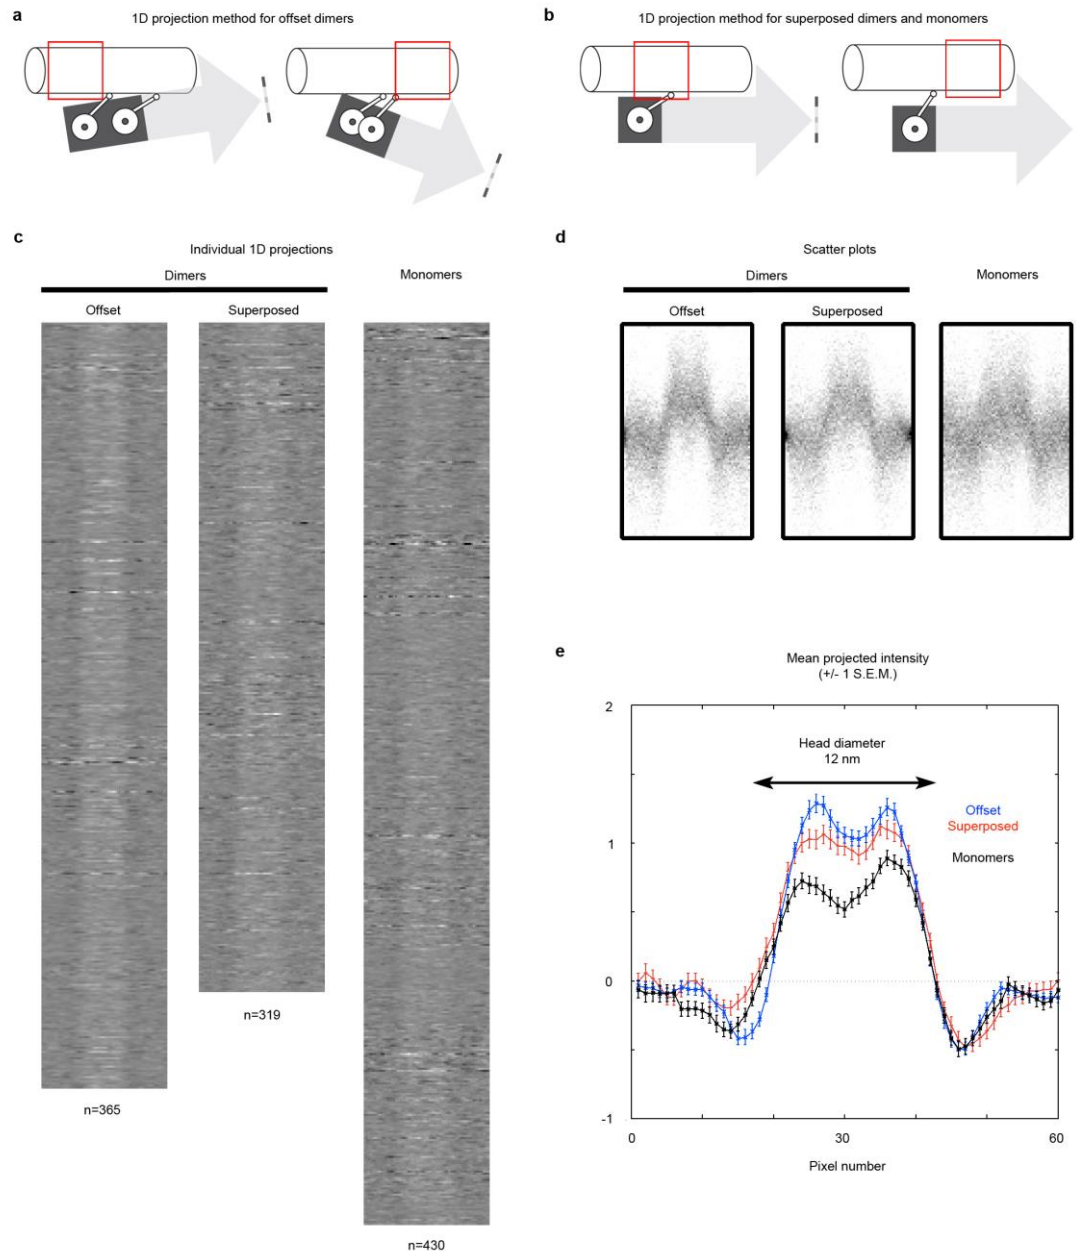 a
1D projection method for offset dimers
b
1D projection method for superposed dimers and monomers
c
Individual 1D projections
Dimers
Monomers
Offset
Superposed
n=365
n=319
n=430
d
Scatter plots
Dimers
Monomers
Offset
Superposed
e
Mean projected intensity
(+/- 1 S.E.M.)
2
Head diameter
12 nm
Offset
Superposed
Monomers
1
0
-1
0
30
60
Pixel number